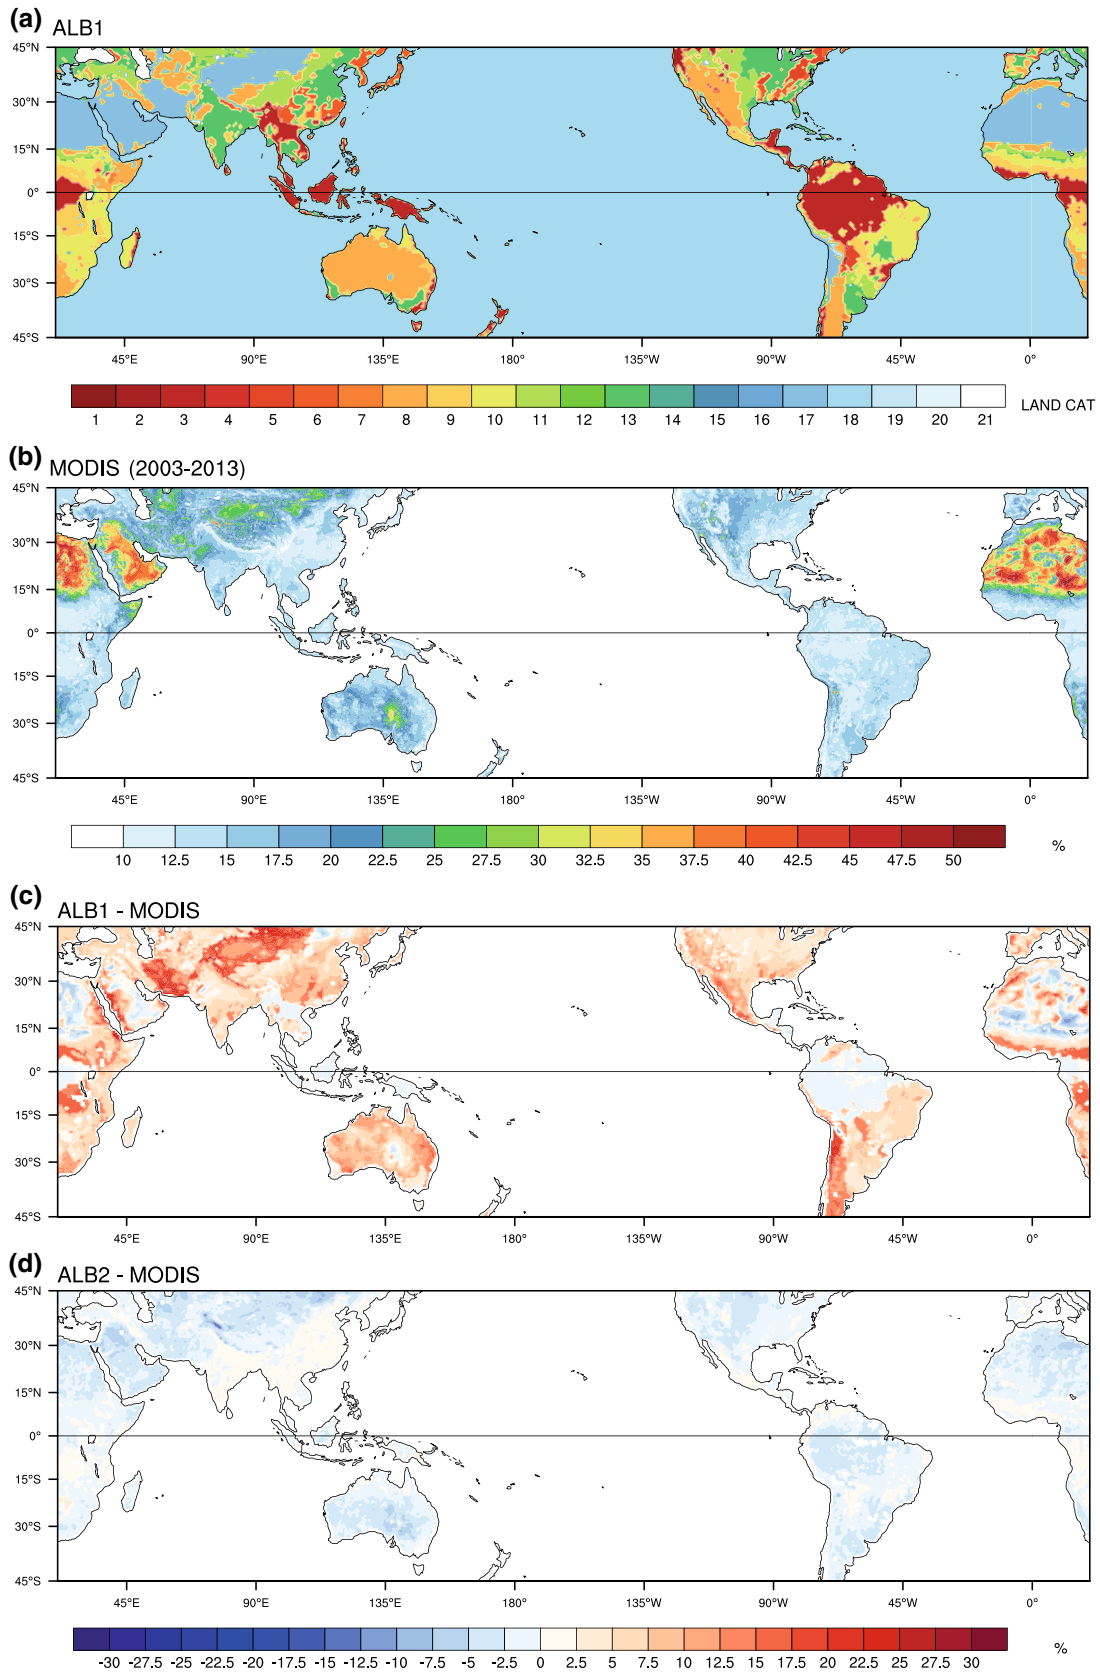 (a) ALB1
45°N
30°N
15°N
0°
15°S
30°S
45°S
45°E 90°E 135°E 180° 135°W 90°W 45°W 0°
1 2 3 4 5 6 7 8 9 10 11 12 13 14 15 16 17 18 19 20 21 LAND CAT
(b) MODIS (2003-2013)
45°N
30°N
15°N
0°
15°S
30°S
45°S
45°E 90°E 135°E 180° 135°W 90°W 45°W 0°
10 12.5 15 17.5 20 22.5 25 27.5 30 32.5 35 37.5 40 42.5 45 47.5 50 %
(c) ALB1 - MODIS
45°N
30°N
15°N
0°
15°S
30°S
45°S
45°E 90°E 135°E 180° 135°W 90°W 45°W 0°
(d) ALB2 - MODIS
45°N
30°N
15°N
0°
15°S
30°S
45°S
45°E 90°E 135°E 180° 135°W 90°W 45°W 0°
-30 -27.5 -25 -22.5 -20 -17.5 -15 -12.5 -10 -7.5 -5 -2.5 0 2.5 5 7.5 10 12.5 15 17.5 20 22.5 25 27.5 30 %